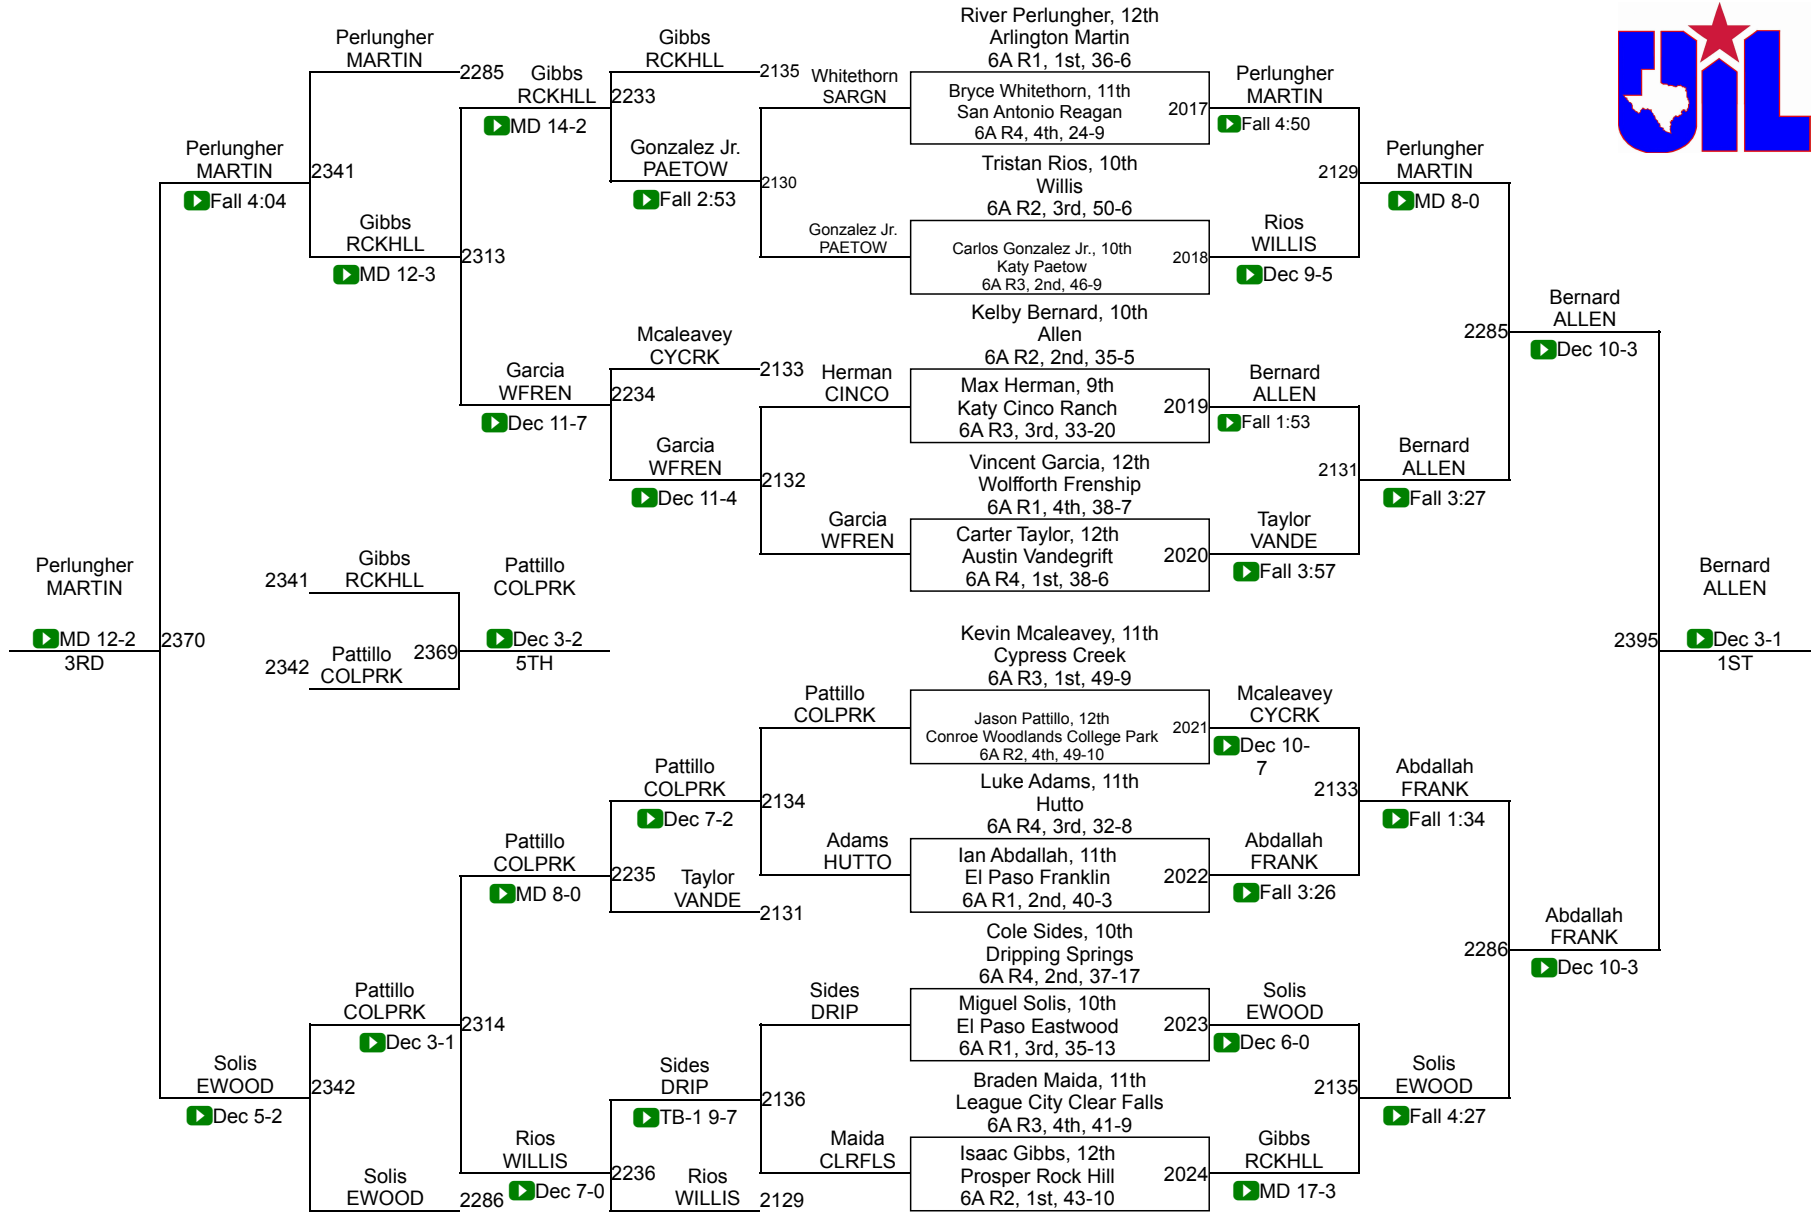 UIL
River Perlungher, 12th
Arlington Martin
6A R1, 1st, 36-6
Bryce Whitethorn, 11th
San Antonio Reagan
6A R4, 4th, 24-9
2017
Tristan Rios, 10th
Willis
6A R2, 3rd, 50-6
Carlos Gonzalez Jr., 10th
Katy Paetow
6A R3, 2nd, 46-9
2018
Kelby Bernard, 10th
Allen
6A R2, 2nd, 35-5
Max Herman, 9th
Katy Cinco Ranch
6A R3, 3rd, 33-20
2019
Vincent Garcia, 12th
Wolfforth Frenship
6A R1, 4th, 38-7
Carter Taylor, 12th
Austin Vandegrift
6A R4, 1st, 38-6
2020
Kevin Mcaleavey, 11th
Cypress Creek
6A R3, 1st, 49-9
Jason Pattillo, 12th
Conroe Woodlands College Park
6A R2, 4th, 49-10
2021
Luke Adams, 11th
Hutto
6A R4, 3rd, 32-8
Ian Abdallah, 11th
El Paso Franklin
6A R1, 2nd, 40-3
2022
Cole Sides, 10th
Dripping Springs
6A R4, 2nd, 37-17
Miguel Solis, 10th
El Paso Eastwood
6A R1, 3rd, 35-13
2023
Braden Maida, 11th
League City Clear Falls
6A R3, 4th, 41-9
Isaac Gibbs, 12th
Prosper Rock Hill
6A R2, 1st, 43-10
2024
Perlungher
MARTIN
Fall 4:50
Rios
WILLIS
Dec 9-5
Bernard
ALLEN
Fall 1:53
Taylor
VANDE
Fall 3:57
Mcaleavey
CYCRK
Dec 10-
7
Abdallah
FRANK
Fall 3:26
Solis
EWOOD
Dec 6-0
Gibbs
RCKHLL
MD 17-3
2129
Perlungher
MARTIN
MD 8-0
2131
Bernard
ALLEN
Fall 3:27
2133
Abdallah
FRANK
Fall 1:34
2135
Solis
EWOOD
Fall 4:27
2285
Bernard
ALLEN
Dec 10-3
2286
Abdallah
FRANK
Dec 10-3
2395
Bernard
ALLEN
Dec 3-1
1ST
Whitethorn
SARGN
Gonzalez Jr.
PAETOW
Herman
CINCO
Garcia
WFREN
Pattillo
COLPRK
Adams
HUTTO
Sides
DRIP
Maida
CLRFLS
Gibbs
RCKHLL
2135
2130
Gonzalez Jr.
PAETOW
Fall 2:53
Mcaleavey
CYCRK
2133
2132
Garcia
WFREN
Dec 11-4
2134
Pattillo
COLPRK
Dec 7-2
Taylor
VANDE
2131
2136
Sides
DRIP
TB-1 9-7
Rios
WILLIS
2129
2233
Gibbs
RCKHLL
MD 14-2
2234
Garcia
WFREN
Dec 11-7
2235
Pattillo
COLPRK
MD 8-0
2236
Rios
WILLIS
Dec 7-0
Perlungher
MARTIN
2285
2313
Gibbs
RCKHLL
MD 12-3
2314
Pattillo
COLPRK
Dec 3-1
Solis
EWOOD
2286
2341
Perlungher
MARTIN
Fall 4:04
2342
Solis
EWOOD
Dec 5-2
2370
Perlungher
MARTIN
MD 12-2
3RD
2341
Gibbs
RCKHLL
2342
Pattillo
COLPRK
2369
Pattillo
COLPRK
Dec 3-2
5TH